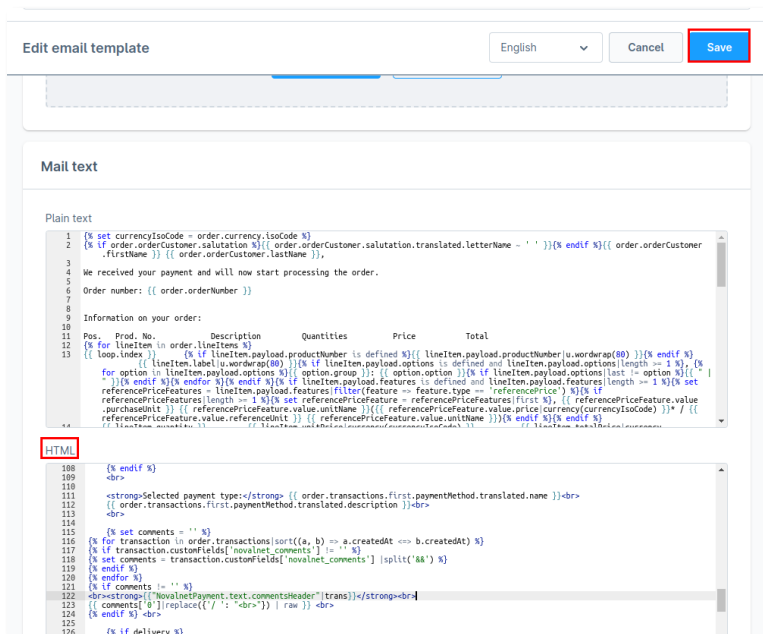 Edit email template
English
Cancel
Save
Mail text
Plain text
1 {% set currencyIsoCode = order.currency.isoCode %}
2 {% if order.orderCustomer.salutation %}{{ order.orderCustomer.salutation.translated.letterName ~ ' ' }}{% endif %}{{ order.orderCustomer
.firstName }} {{ order.orderCustomer.lastName }},
3
4 We received your payment and will now start processing the order.
5
6 Order number: {{ order.orderNumber }}
7
8
9 Information on your order:
10
11 Pos. Prod. No. Description Quantities Price Total
12 {% for lineItem in order.lineItems %}
13 {{ loop.index }} {% if lineItem.payload.productNumber is defined %}{{ lineItem.payload.productNumber|u.wordwrap(80) }}{% endif %}
{{ lineItem.label|u.wordwrap(80) }}{% if lineItem.payload.options is defined and lineItem.payload.options|length >= 1 %}, {%
for option in lineItem.payload.options %}{{ option.group }}: {{ option.option }}{% if lineItem.payload.options|last != option %}{{ " |
" }}{% endif %}{% endfor %}{% endif %}{% if lineItem.payload.features is defined and lineItem.payload.features|length >= 1 %}{% set
referencePriceFeatures = lineItem.payload.features|filter(feature => feature.type == 'referencePrice') %}{% if
referencePriceFeatures|length >= 1 %}{% set referencePriceFeature = referencePriceFeatures|first %}, {{ referencePriceFeature.value
.purchaseUnit }} {{ referencePriceFeature.value.unitName }}({{ referencePriceFeature.value.price|currency(currencyIsoCode) }}* / {{
referencePriceFeature.value.referenceUnit }} {{ referencePriceFeature.value.unitName }}){% endif %}{% endif %}
14 {{ lineItem.quantity }} {{ lineItem.unitPrice|currency(currencyIsoCode) }} {{ lineItem.totalPrice|currency
HTML
108 {% endif %}
109 <br>
110
111 <strong>Selected payment type:</strong> {{ order.transactions.first.paymentMethod.translated.name }}<br>
112 {{ order.transactions.first.paymentMethod.translated.description }}<br>
113 <br>
114
115 {% set comments = '' %}
116 {% for transaction in order.transactions|sort((a, b) => a.createdAt <=> b.createdAt) %}
117 {% if transaction.customFields['novalnet_comments'] != '' %}
118 {% set comments = transaction.customFields['novalnet_comments'] |split('&&') %}
119 {% endif %}
120 {% endfor %}
121 {% if comments != '' %}
122 <br><strong>{{"NovalnetPayment.text.commentsHeader"|trans}}</strong><br>
123 {{ comments['0']|replace({'/ ': "<br>"}) | raw }} <br>
124 {% endif %} <br>
125
126 {% if delivery %}